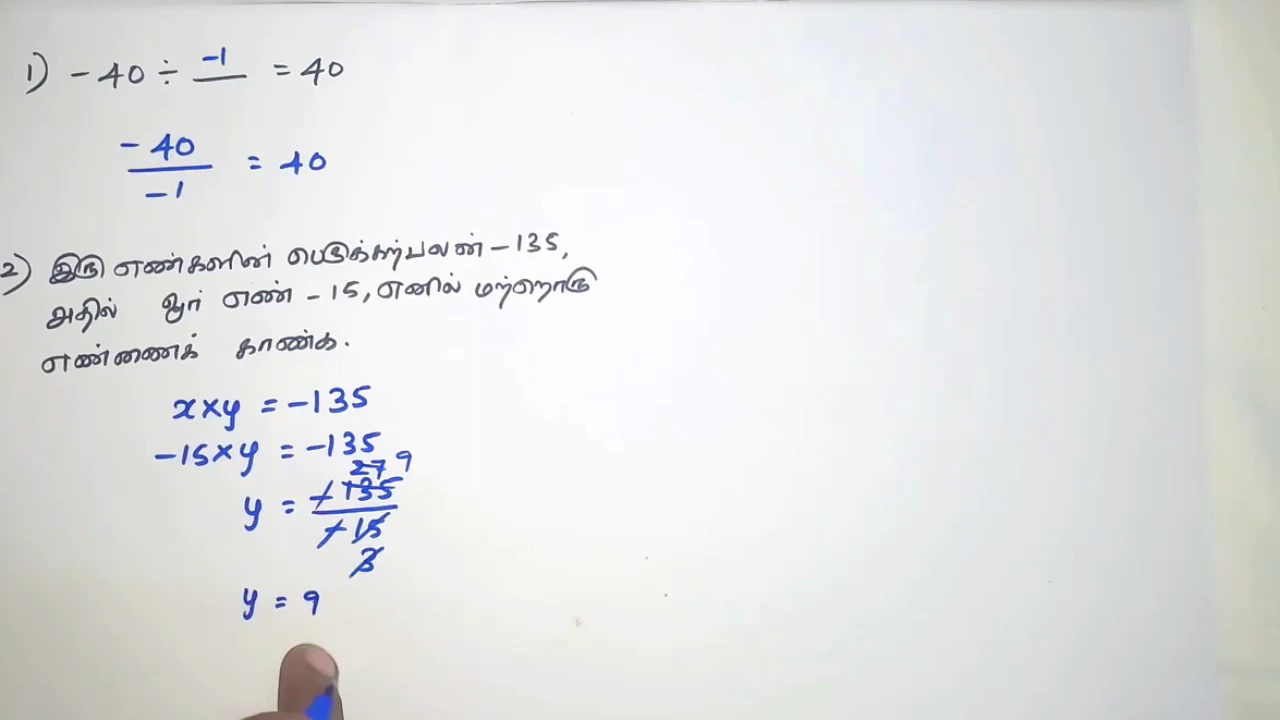 1) - 40 ÷ -1 = 40
- 40 / -1 = 40
2) இரு எண்களின் பெருக்கற்பலன் - 135,
அதில் ஓர் எண் - 15, எனில் மற்றொரு
எண்ணைக் காண்க.
x × y = - 135
- 15 × y = - 135
27 9
y = - 135 / - 15
3
y = 9